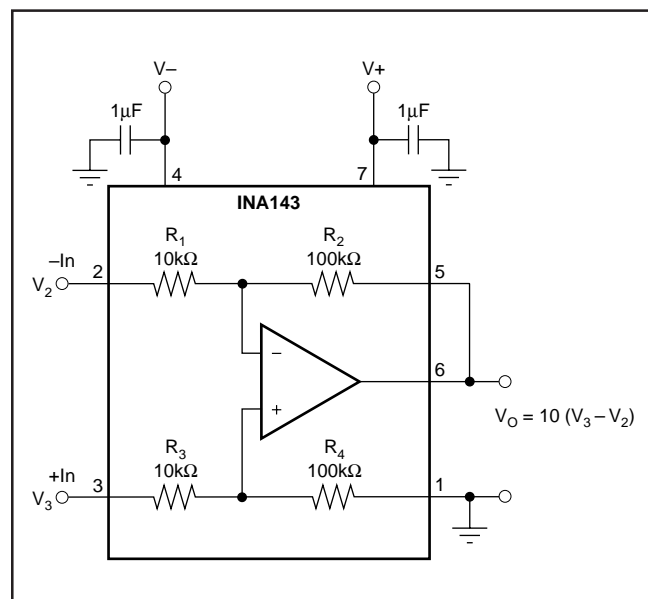 V– V+
1µF 1µF
4 7
INA143
R1 R2
–In 10kΩ 100kΩ
2 5
V2
–
6
+
VO = 10 (V3 – V2)
R3 R4
+In 10kΩ 100kΩ
3 1
V3